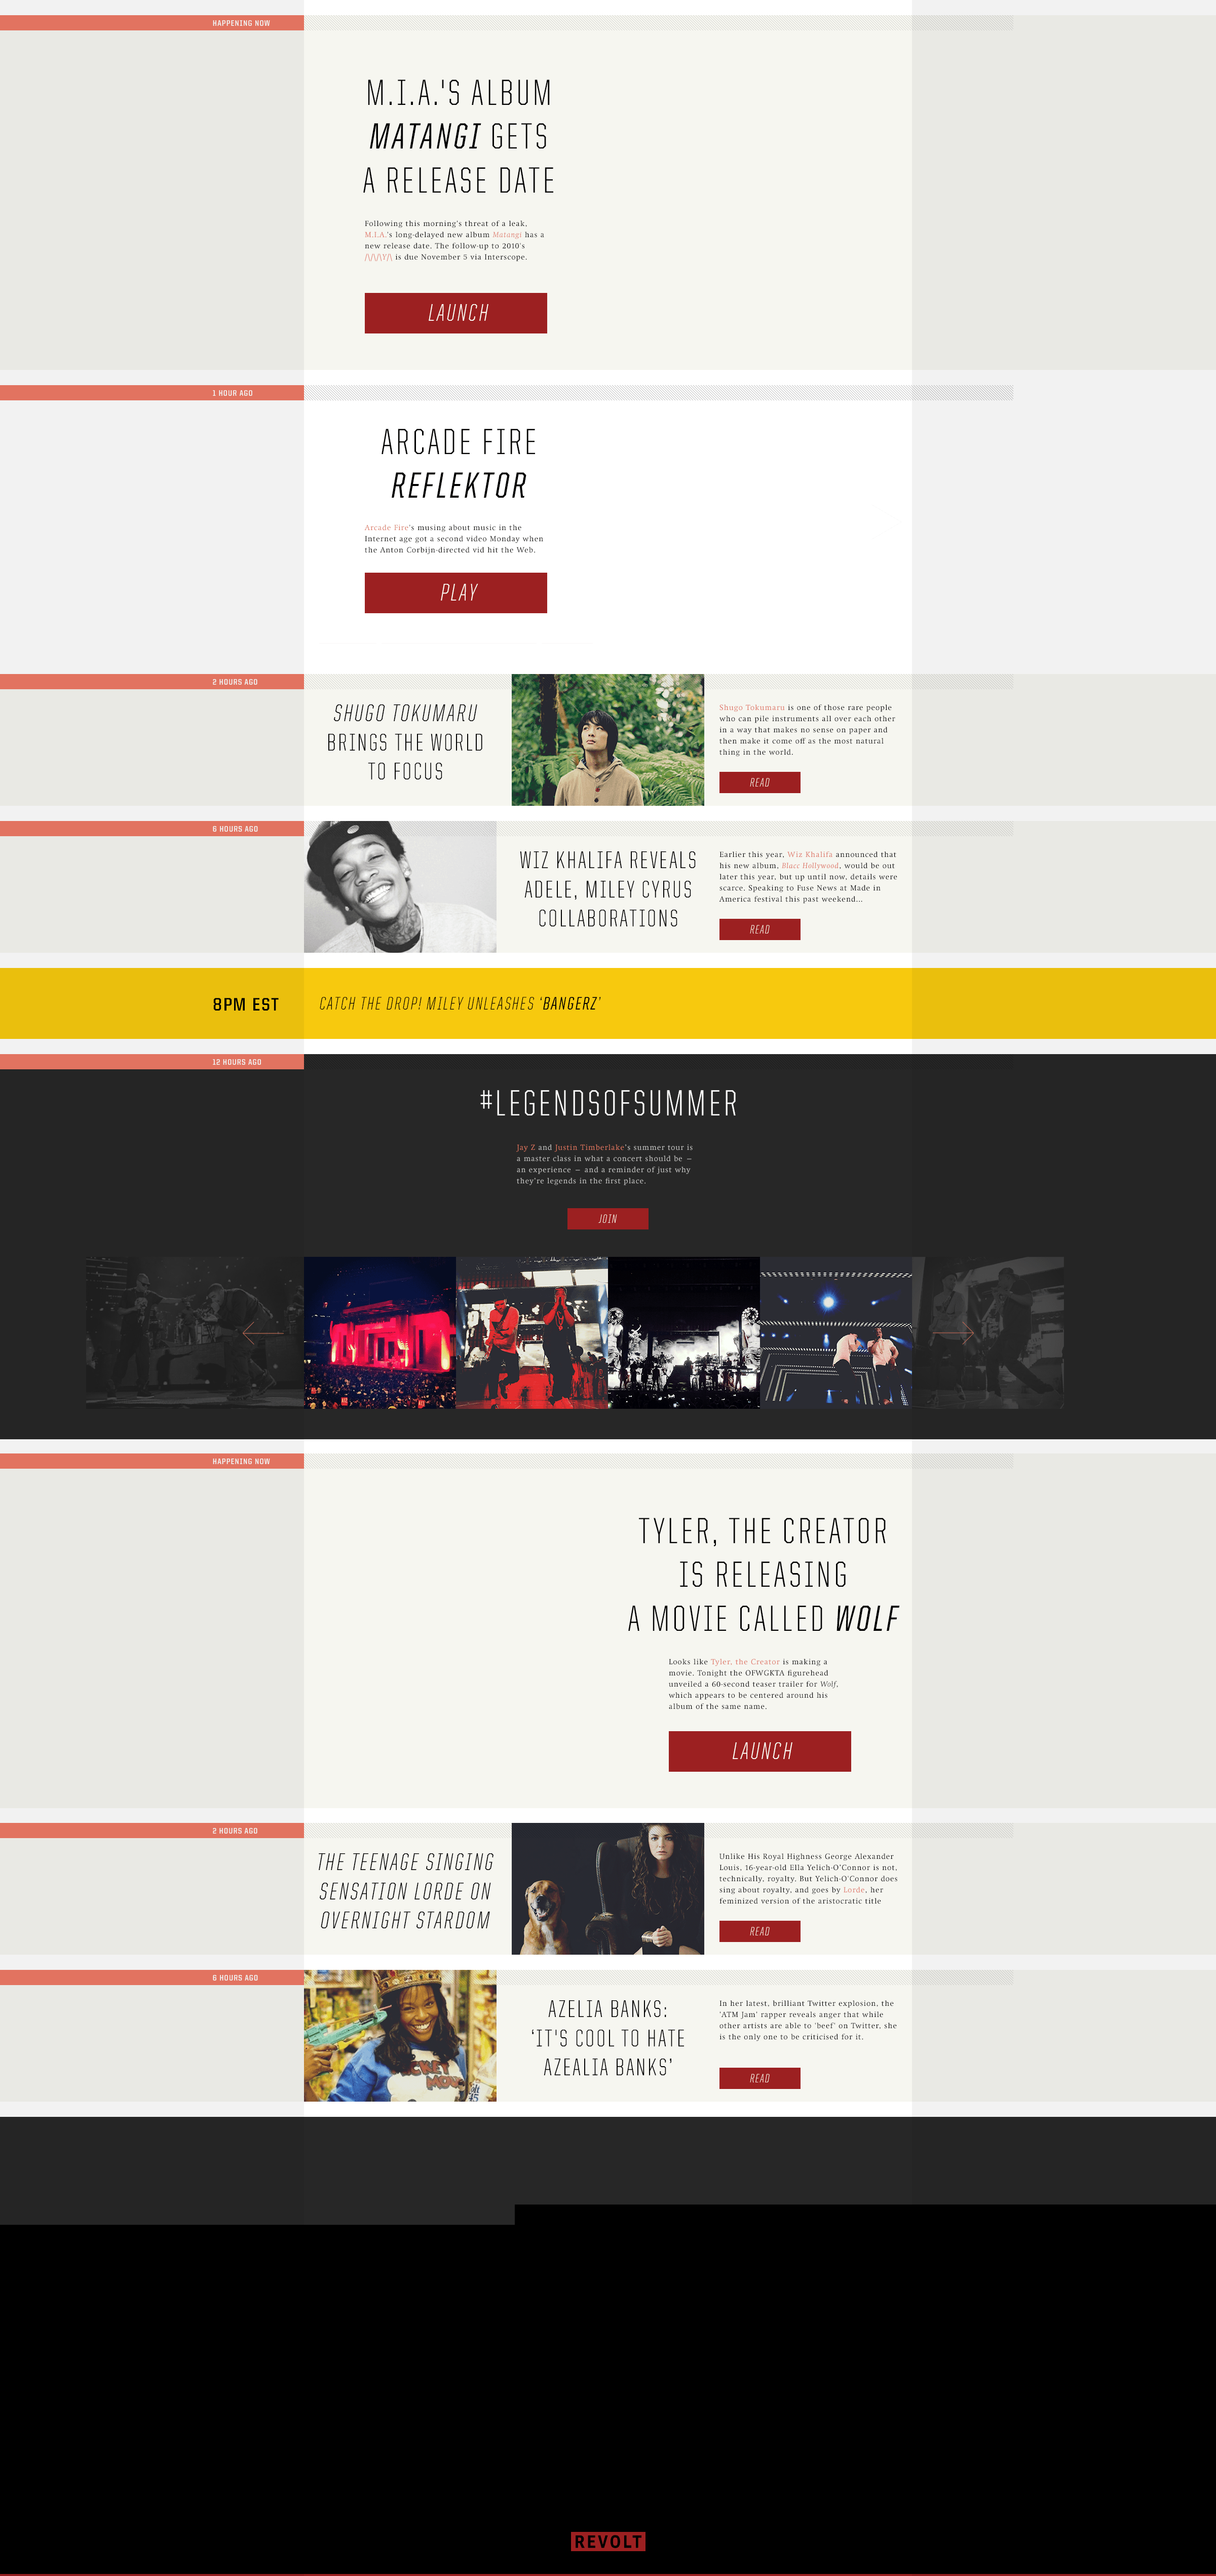 HAPPENING NOW
M.I.A.'S ALBUM
MATANGI GETS
A RELEASE DATE
Following this morning's threat of a leak,
M.I.A.'s long-delayed new album Matangi has a
new release date. The follow-up to 2010's
/\/\/\Y/\ is due November 5 via Interscope.
LAUNCH
1 HOUR AGO
ARCADE FIRE
REFLEKTOR
Arcade Fire's musing about music in the
Internet age got a second video Monday when
the Anton Corbijn-directed vid hit the Web.
PLAY
2 HOURS AGO
SHUGO TOKUMARU
BRINGS THE WORLD
TO FOCUS
Shugo Tokumaru is one of those rare people
who can pile instruments all over each other
in a way that makes no sense on paper and
then make it come off as the most natural
thing in the world.
READ
6 HOURS AGO
WIZ KHALIFA REVEALS
ADELE, MILEY CYRUS
COLLABORATIONS
Earlier this year, Wiz Khalifa announced that
his new album, Blacc Hollywood, would be out
later this year, but up until now, details were
scarce. Speaking to Fuse News at Made in
America festival this past weekend...
READ
8PM EST
CATCH THE DROP! MILEY UNLEASHES 'BANGERZ'
12 HOURS AGO
#LEGENDSOFSUMMER
Jay Z and Justin Timberlake's summer tour is
a master class in what a concert should be —
an experience — and a reminder of just why
they're legends in the first place.
JOIN
HAPPENING NOW
TYLER, THE CREATOR
IS RELEASING
A MOVIE CALLED WOLF
Looks like Tyler, the Creator is making a
movie. Tonight the OFWGKTA figurehead
unveiled a 60-second teaser trailer for Wolf,
which appears to be centered around his
album of the same name.
LAUNCH
2 HOURS AGO
THE TEENAGE SINGING
SENSATION LORDE ON
OVERNIGHT STARDOM
Unlike His Royal Highness George Alexander
Louis, 16-year-old Ella Yelich-O'Connor is not,
technically, royalty. But Yelich-O'Connor does
sing about royalty, and goes by Lorde, her
feminized version of the aristocratic title
READ
6 HOURS AGO
AZELIA BANKS:
'IT'S COOL TO HATE
AZEALIA BANKS'
In her latest, brilliant Twitter explosion, the
'ATM Jam' rapper reveals anger that while
other artists are able to 'beef' on Twitter, she
is the only one to be criticised for it.
READ
REVOLT